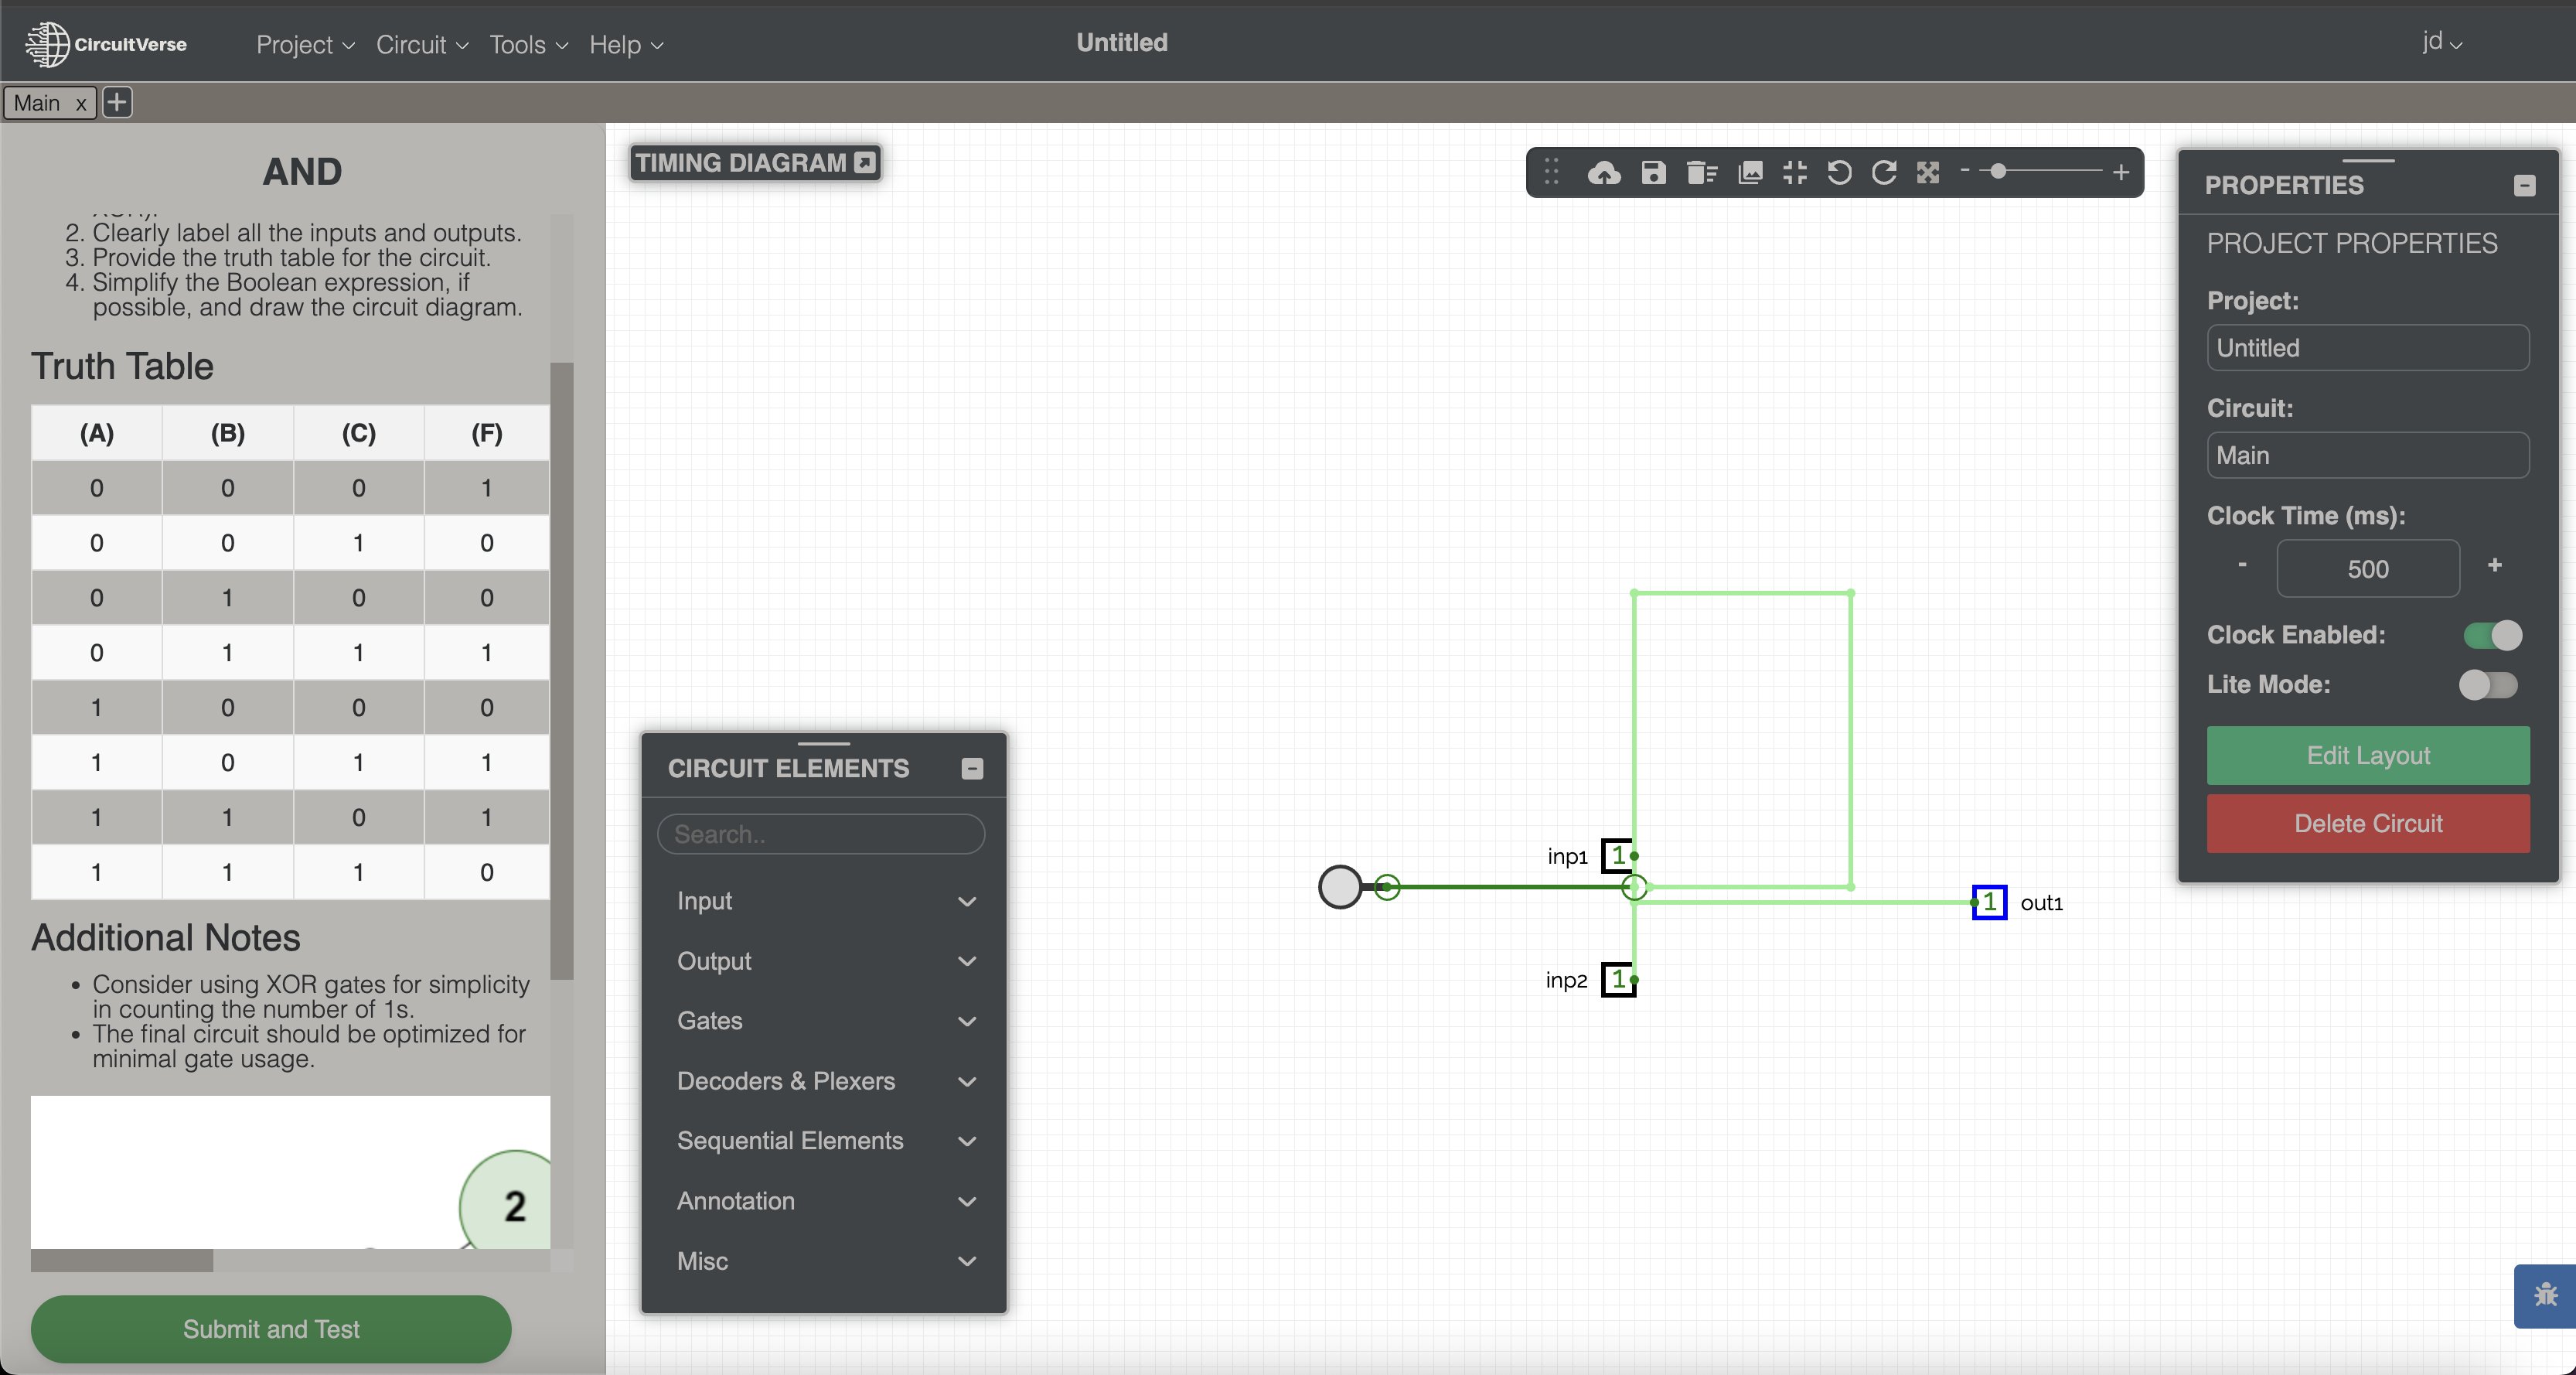 CircuitVerse
Project Circuit Tools Help
Untitled
jd
Main x +
AND
XOR).
2. Clearly label all the inputs and outputs.
3. Provide the truth table for the circuit.
4. Simplify the Boolean expression, if
possible, and draw the circuit diagram.
Truth Table
(A) (B) (C) (F)
0 0 0 1
0 0 1 0
0 1 0 0
0 1 1 1
1 0 0 0
1 0 1 1
1 1 0 1
1 1 1 0
Additional Notes
• Consider using XOR gates for simplicity
in counting the number of 1s.
• The final circuit should be optimized for
minimal gate usage.
2
Submit and Test
TIMING DIAGRAM
CIRCUIT ELEMENTS
Search..
Input
Output
Gates
Decoders & Plexers
Sequential Elements
Annotation
Misc
inp1 1
1 out1
inp2 1
- +
PROPERTIES
PROJECT PROPERTIES
Project:
Untitled
Circuit:
Main
Clock Time (ms):
- 500 +
Clock Enabled:
Lite Mode:
Edit Layout
Delete Circuit